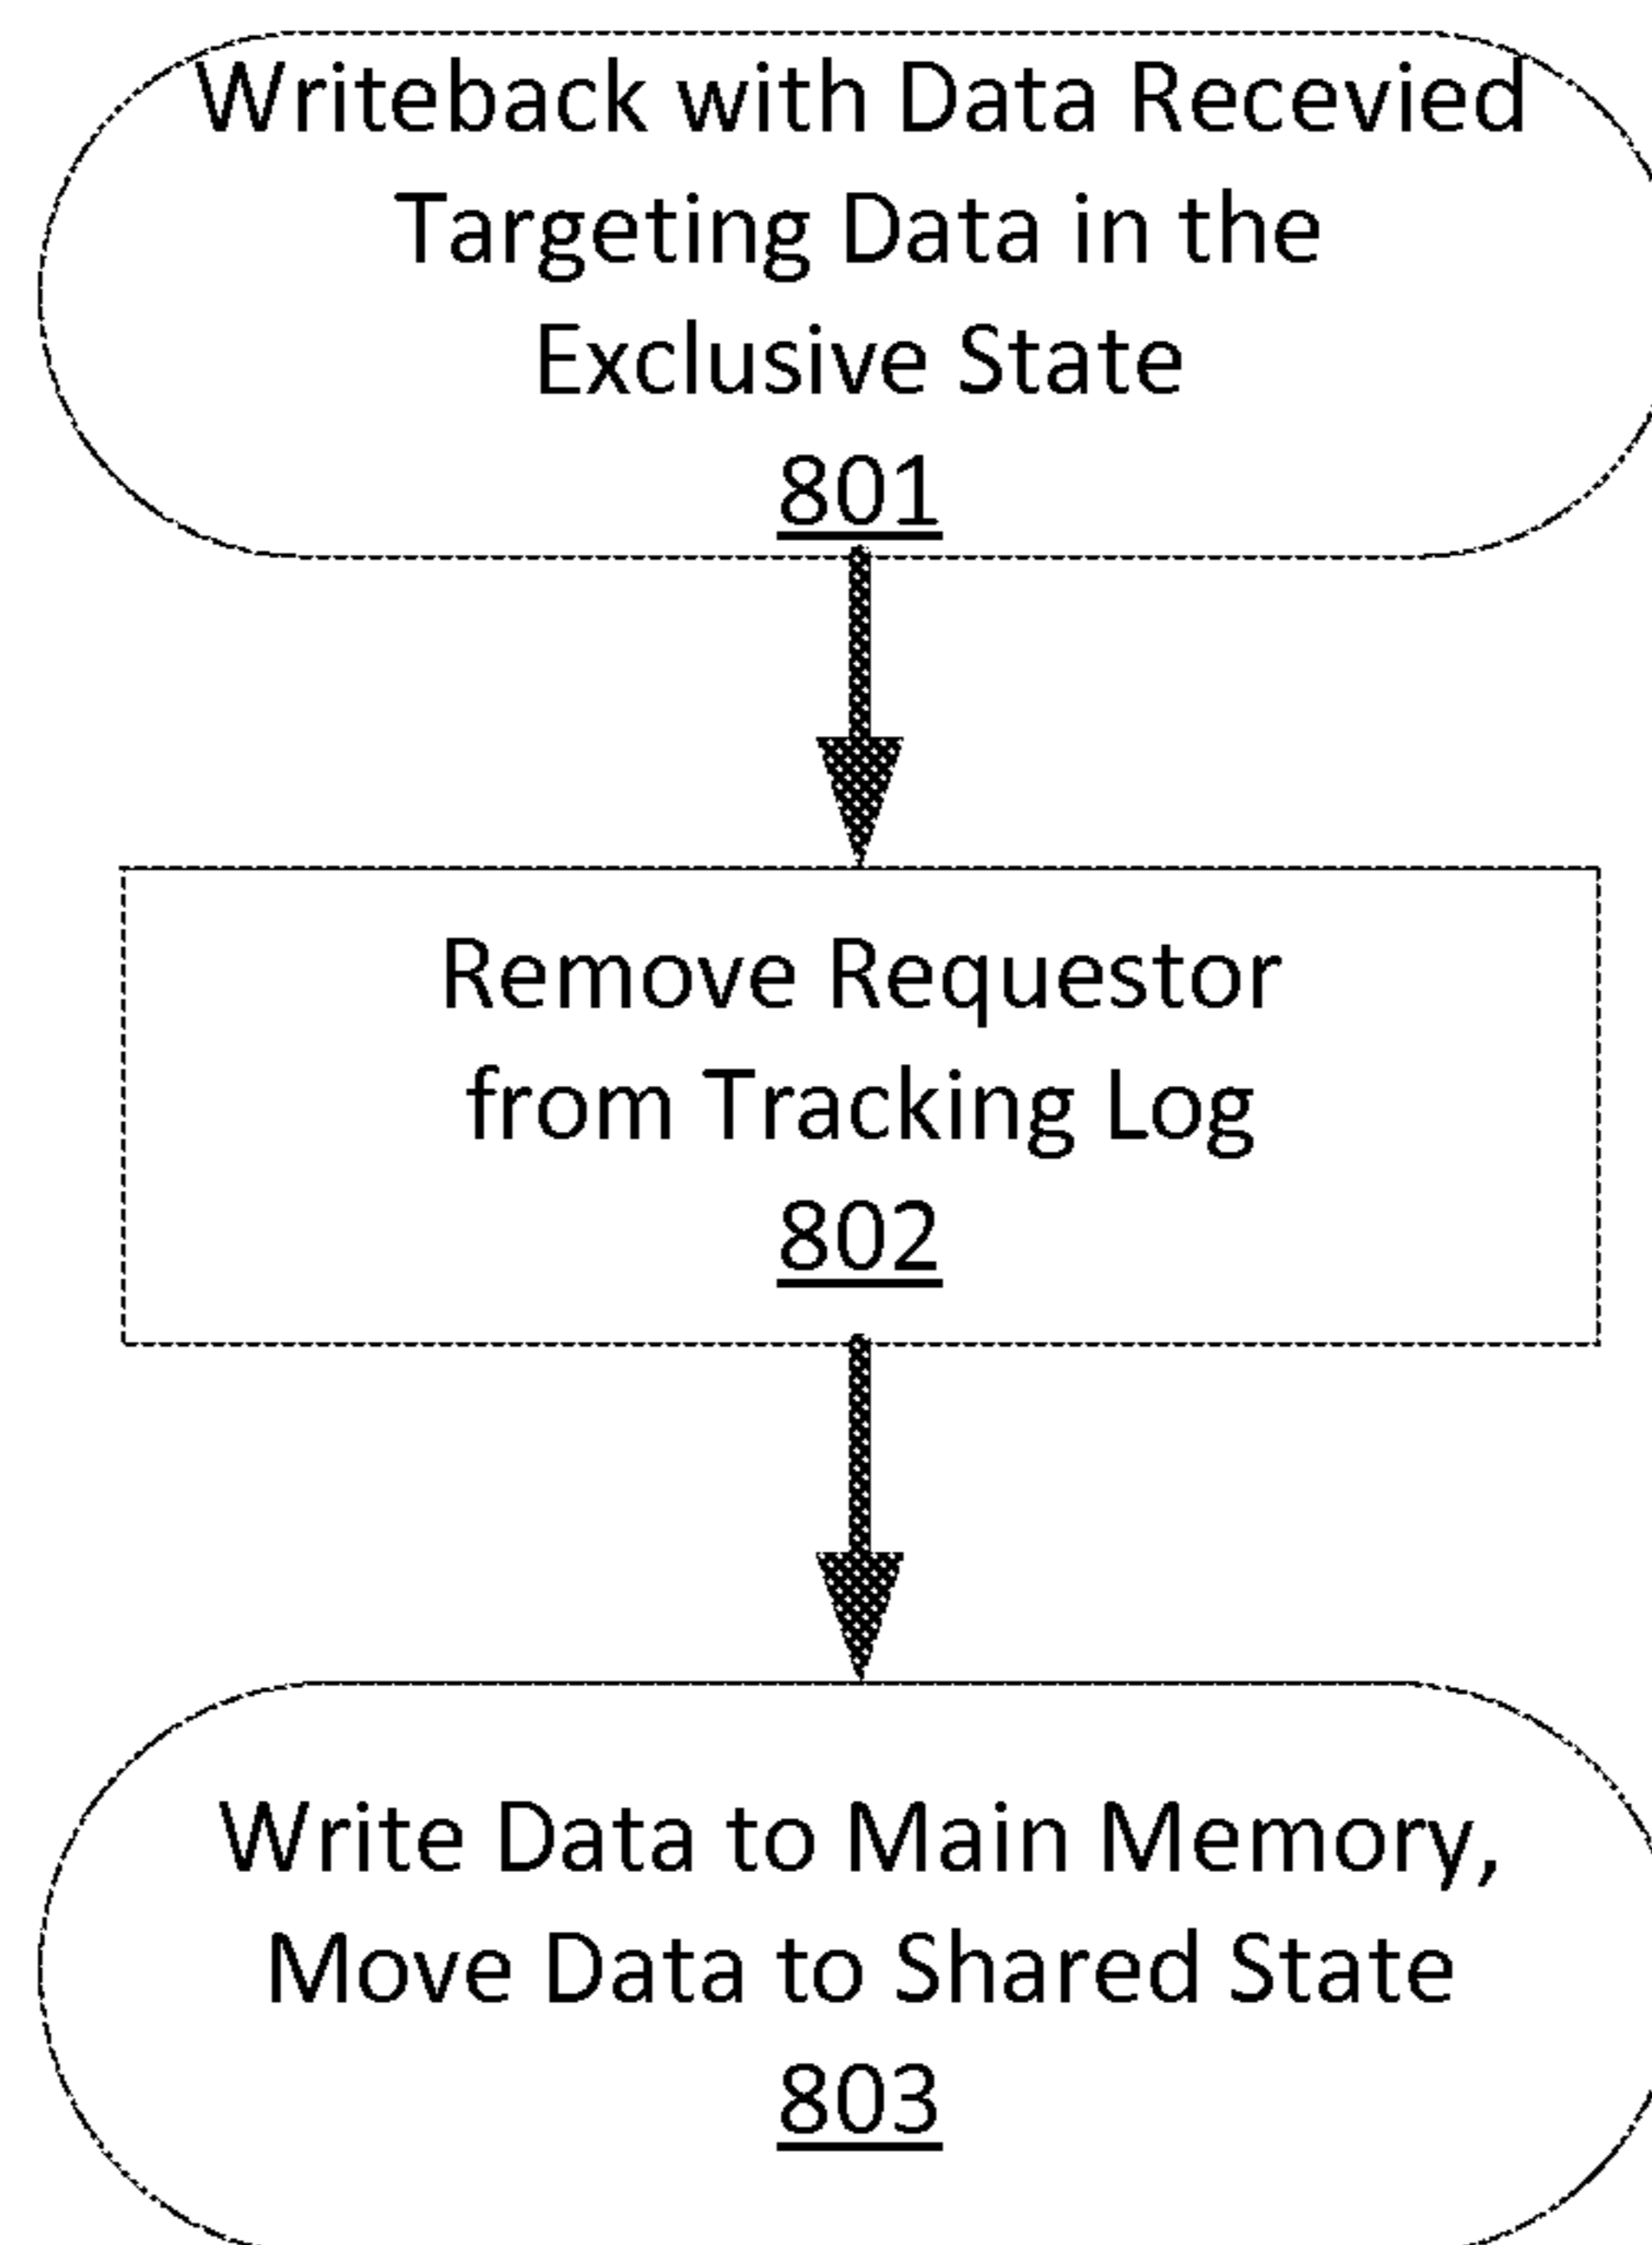 Writeback with Data Recevied
Targeting Data in the
Exclusive State
801
Remove Requestor
from Tracking Log
802
Write Data to Main Memory,
Move Data to Shared State
803